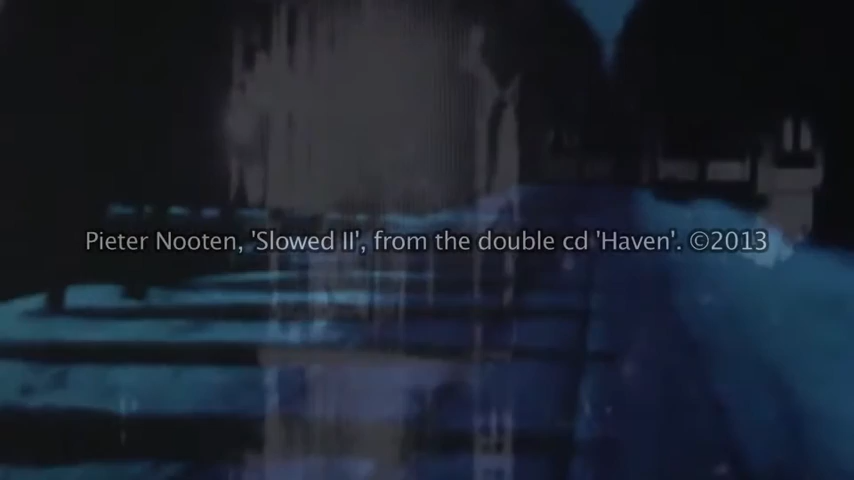 Pieter Nooten, 'Slowed II', from the double cd 'Haven'. ©2013